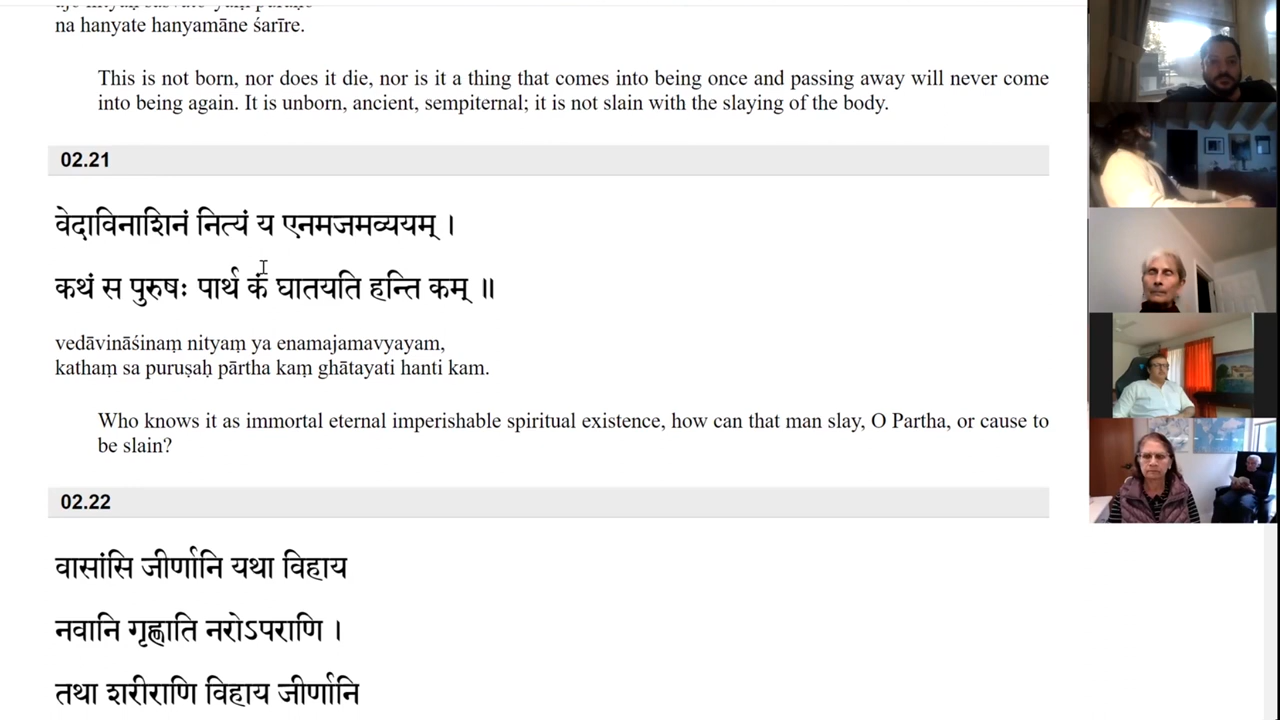 na hanyate hanyamāne śarīre.
This is not born, nor does it die, nor is it a thing that comes into being once and passing away will never come
into being again. It is unborn, ancient, sempiternal; it is not slain with the slaying of the body.
02.21
वेदाविनाशिनं नित्यं य एनमजमव्ययम् ।
कथं स पुरुषः पार्थ कं घातयति हन्ति कम् ॥
vedāvināśinaṃ nityaṃ ya enamajamavyayam,
kathaṃ sa puruṣaḥ pārtha kaṃ ghātayati hanti kam.
Who knows it as immortal eternal imperishable spiritual existence, how can that man slay, O Partha, or cause to
be slain?
02.22
वासांसि जीर्णानि यथा विहाय
नवानि गृह्णाति नरोऽपराणि ।
तथा शरीराणि विहाय जीर्णानि